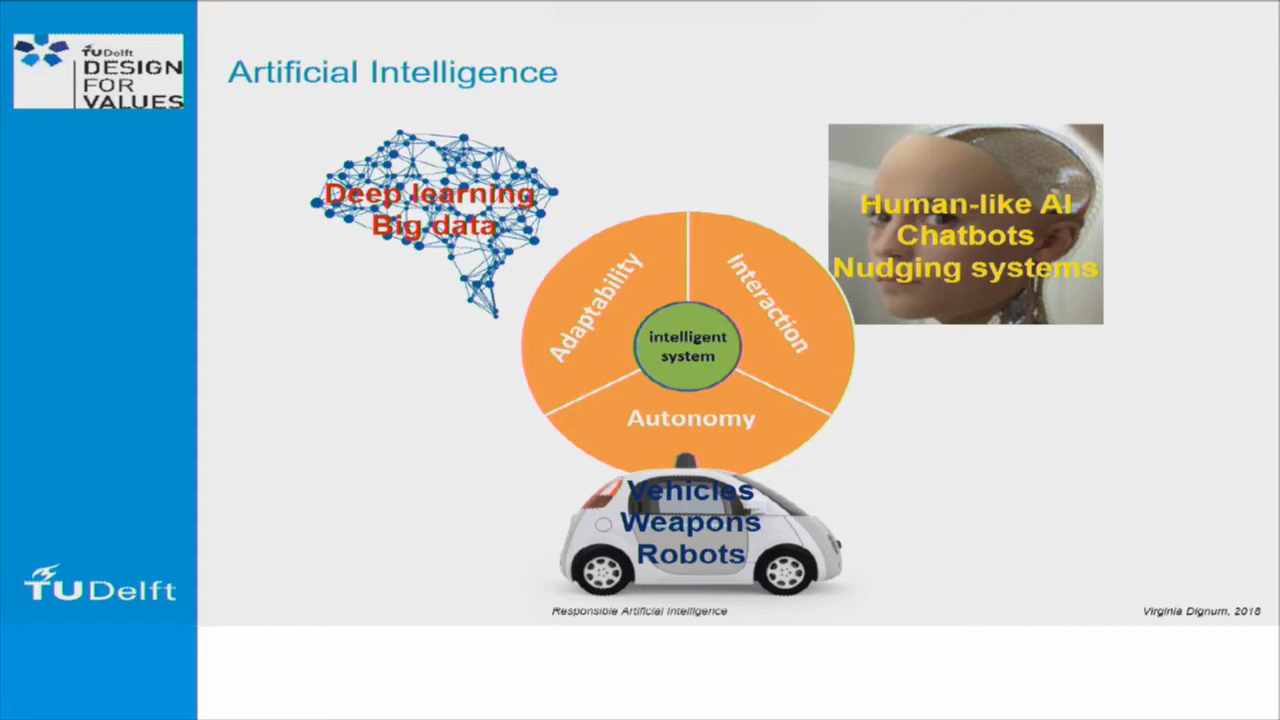 TU Delft
DESIGN
FOR
VALUES
Artificial Intelligence
Deep learning
Big data
Human-like AI
Chatbots
Nudging systems
Adaptability
Interaction
intelligent
system
Autonomy
Vehicles
Weapons
Robots
TU Delft
Responsible Artificial Intelligence
Virginia Dignum, 2018